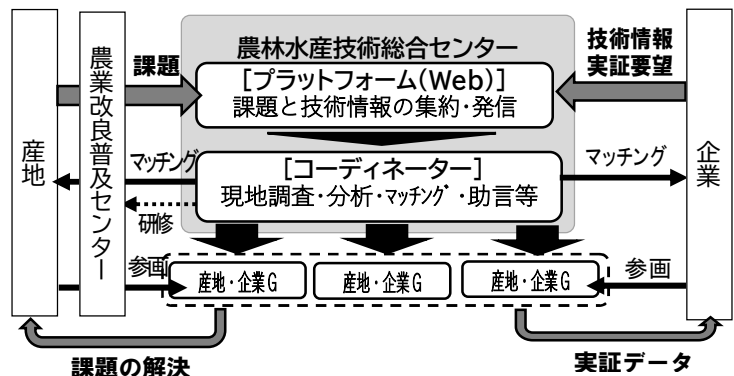 農林水産技術総合センター
[プラットフォーム(Web)]
課題と技術情報の集約・発信
課題
技術情報
実証要望
産地
農業改良普及センター
企業
マッチング
[コーディネーター]
現地調査・分析・マッチング・助言等
マッチング
研修
参画
産地・企業G
産地・企業G
産地・企業G
参画
課題の解決
実証データ